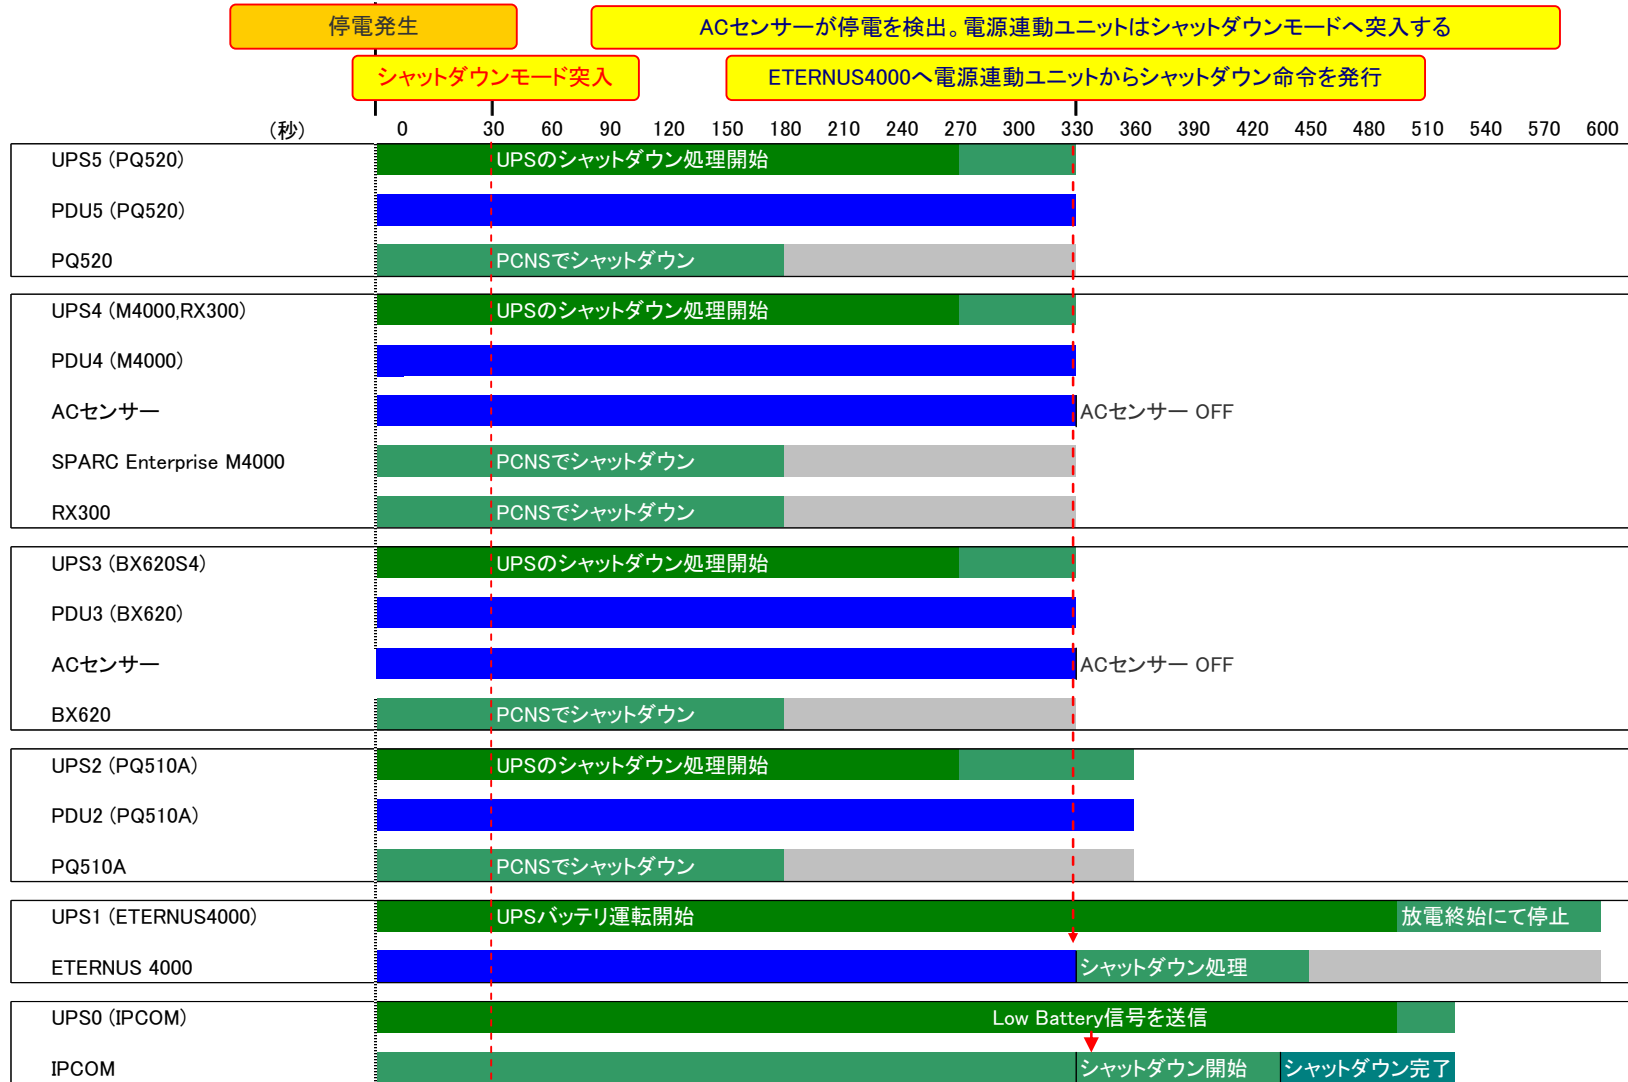 停電発生
ACセンサーが停電を検出。電源連動ユニットはシャットダウンモードへ突入する
シャットダウンモード突入
ETERNUS4000へ電源連動ユニットからシャットダウン命令を発行
(秒) 0 30 60 90 120 150 180 210 240 270 300 330 360 390 420 450 480 510 540 570 600
UPS5 (PQ520) UPSのシャットダウン処理開始
PDU5 (PQ520)
PQ520 PCNSでシャットダウン
UPS4 (M4000,RX300) UPSのシャットダウン処理開始
PDU4 (M4000)
ACセンサー ACセンサー OFF
SPARC Enterprise M4000 PCNSでシャットダウン
RX300 PCNSでシャットダウン
UPS3 (BX620S4) UPSのシャットダウン処理開始
PDU3 (BX620)
ACセンサー ACセンサー OFF
BX620 PCNSでシャットダウン
UPS2 (PQ510A) UPSのシャットダウン処理開始
PDU2 (PQ510A)
PQ510A PCNSでシャットダウン
UPS1 (ETERNUS4000) UPSバッテリ運転開始 放電終始にて停止
ETERNUS 4000 シャットダウン処理
UPS0 (IPCOM) Low Battery信号を送信
IPCOM シャットダウン開始 シャットダウン完了